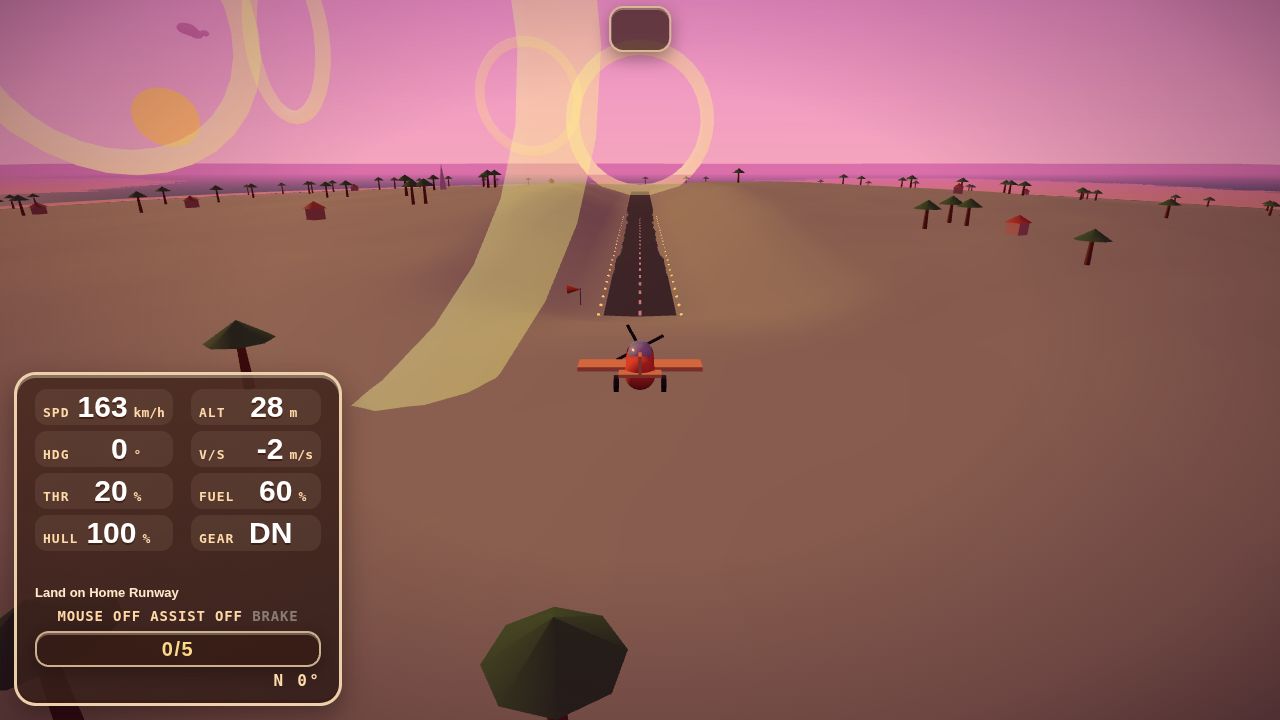 SPD 163 km/h ALT 28 m
HDG 0 ° V/S -2 m/s
THR 20 % FUEL 60 %
HULL 100 % GEAR DN
Land on Home Runway
MOUSE OFF ASSIST OFF BRAKE
0/5
N 0°